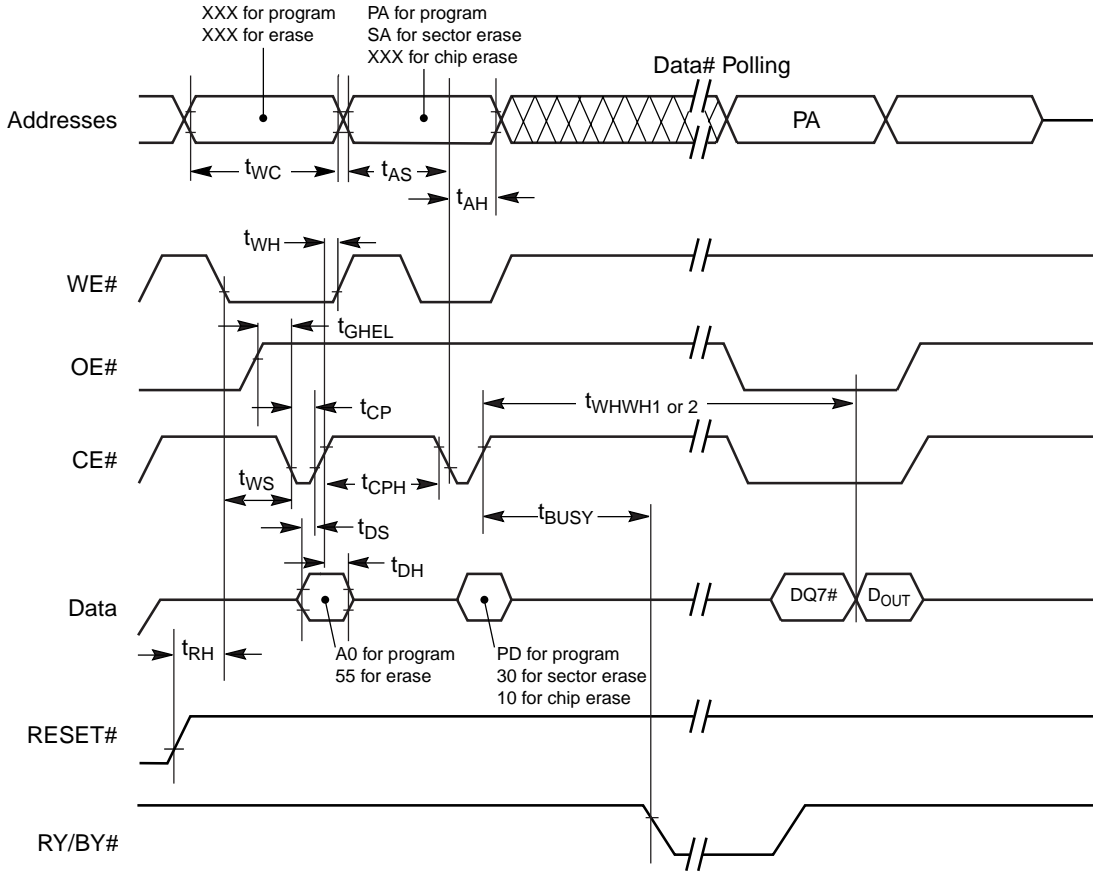 XXX for program
XXX for erase
PA for program
SA for sector erase
XXX for chip erase
Data# Polling
Addresses
PA
tWC
tAS
tAH
tWH
WE#
tGHEL
OE#
tWHWH1 or 2
tCP
CE#
tWS
tCPH
tBUSY
tDS
tDH
Data
DQ7#
DOUT
tRH
A0 for program
55 for erase
PD for program
30 for sector erase
10 for chip erase
RESET#
RY/BY#